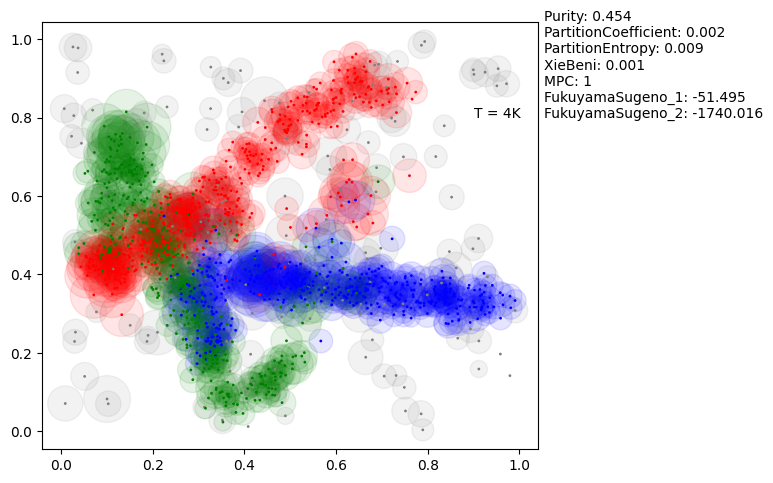 Purity: 0.454
PartitionCoefficient: 0.002
PartitionEntropy: 0.009
XieBeni: 0.001
MPC: 1
FukuyamaSugeno_1: -51.495
FukuyamaSugeno_2: -1740.016
T = 4K
1.0
0.8
0.6
0.4
0.2
0.0
0.0 0.2 0.4 0.6 0.8 1.0